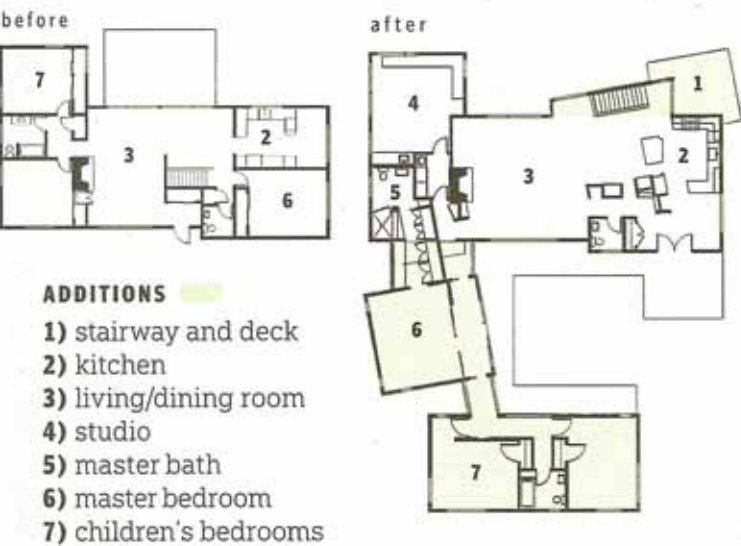 before
7
3
2
6
after
1
4
2
3
5
6
7
ADDITIONS
1) stairway and deck
2) kitchen
3) living/dining room
4) studio
5) master bath
6) master bedroom
7) children's bedrooms